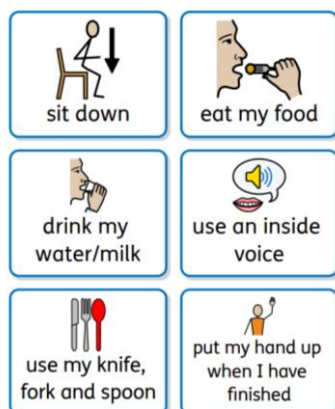 sit down
eat my food
drink my
water/milk
use an inside
voice
use my knife,
fork and spoon
put my hand up
when I have
finished